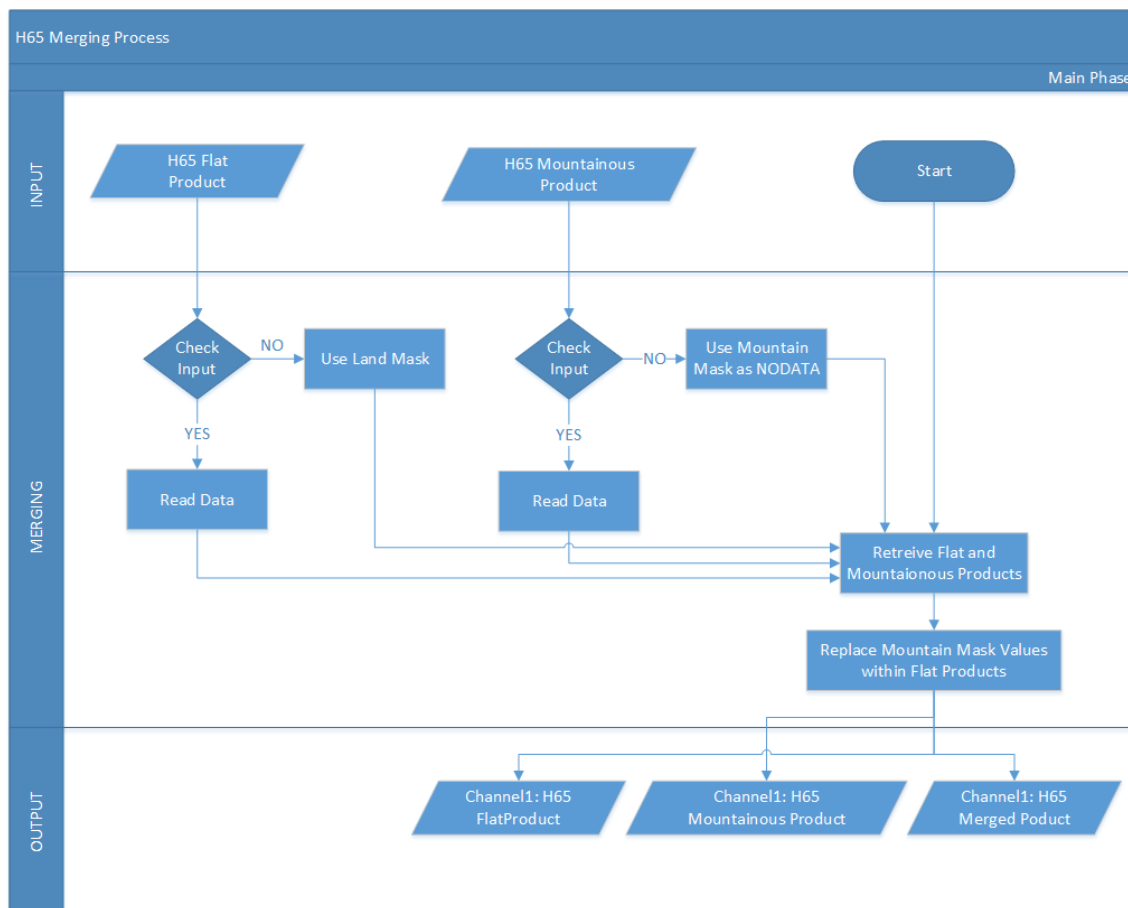 H65 Merging Process
Main Phase
INPUT
H65 Flat
Product
H65 Mountainous
Product
Start
MERGING
Check
Input
NO
Use Land Mask
Check
Input
NO
Use Mountain
Mask as NODATA
YES
YES
Read Data
Read Data
Retreive Flat and
Mountaionous Products
Replace Mountain Mask Values
within Flat Products
OUTPUT
Channel1: H65
FlatProduct
Channel1: H65
Mountainous Product
Channel1: H65
Merged Poduct